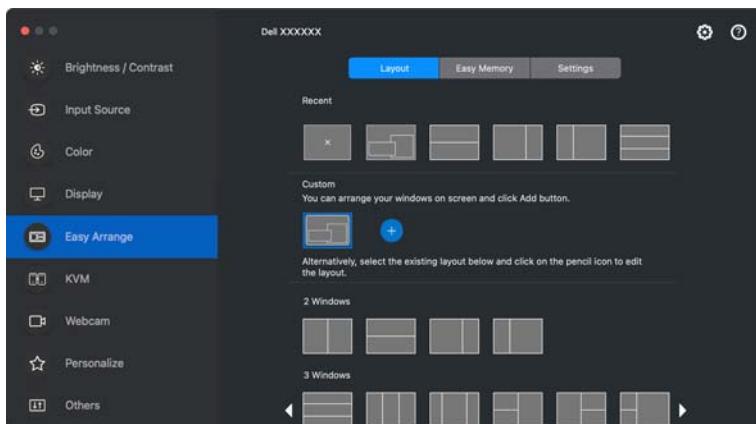 Dell XXXXXX
Brightness / Contrast
Input Source
Color
Display
Easy Arrange
KVM
Webcam
Personalize
Others
Layout
Easy Memory
Settings
Recent
Custom
You can arrange your windows on screen and click Add button.
Alternatively, select the existing layout below and click on the pencil icon to edit
the layout.
2 Windows
3 Windows